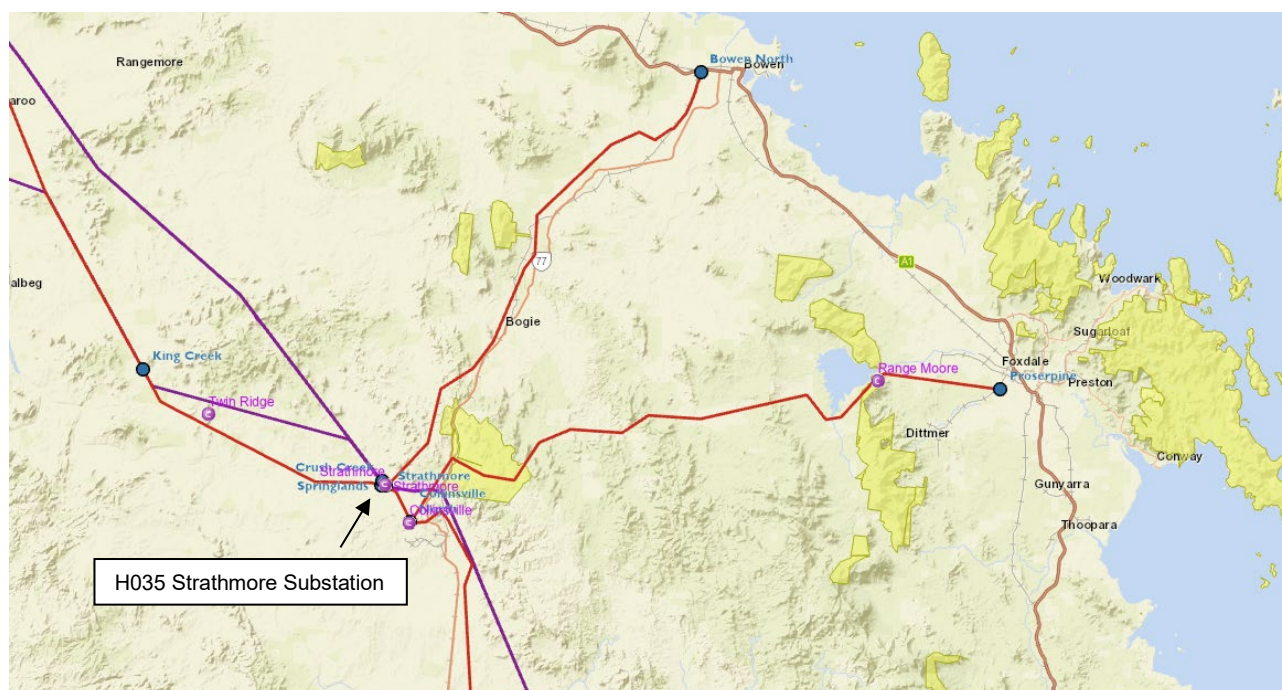 Rangemore
aroo
Bowen North
Bowen
77
A1
Woodwark
albeg
Bogie
Sugarloaf
King Creek
Foxdale
Range Moore
Proserpine
Preston
Twin Ridge
Dittmer
Conway
Crush Creek
Strathmore
Strathmore
Springlands
Strathmore
Collinsville
Gunyarra
Collinsville
Thoopara
H035 Strathmore Substation